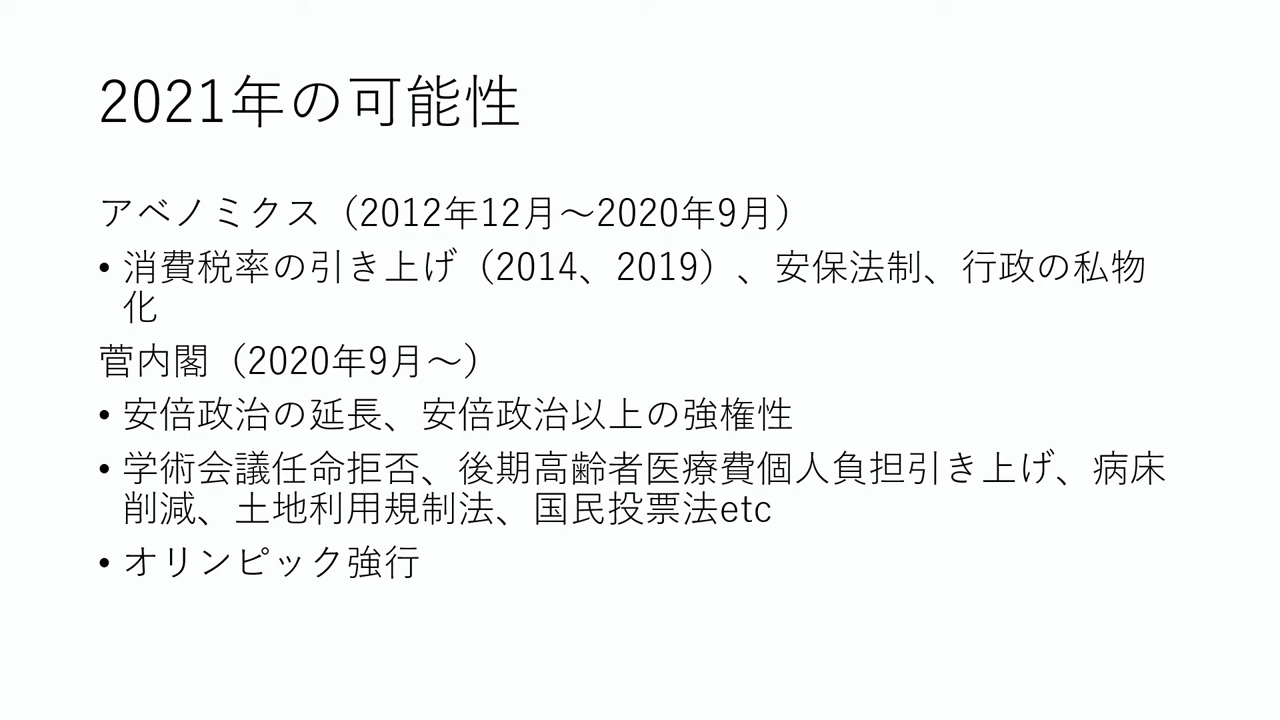 2021年の可能性
アベノミクス（2012年12月～2020年9月）
• 消費税率の引き上げ（2014、2019）、安保法制、行政の私物
化
菅内閣（2020年9月～）
• 安倍政治の延長、安倍政治以上の強権性
• 学術会議任命拒否、後期高齢者医療費個人負担引き上げ、病床
削減、土地利用規制法、国民投票法etc
• オリンピック強行